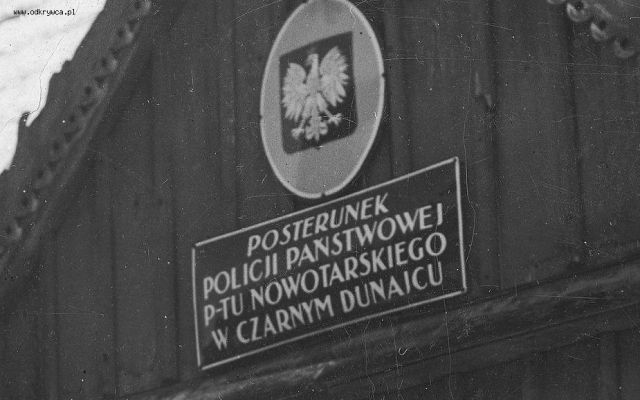 www.odkrywca.pl
POSTERUNEK
POLICJI PAŃSTWOWEJ
P-TU NOWOTARSKIEGO
W CZARNYM DUNAJCU